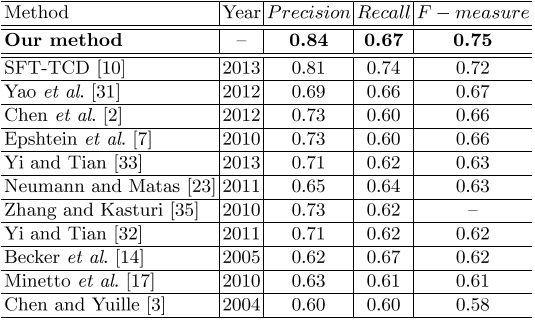 Method Year Precision Recall F − measure
Our method – 0.84 0.67 0.75
SFT-TCD [10] 2013 0.81 0.74 0.72
Yao et al. [31] 2012 0.69 0.66 0.67
Chen et al. [2] 2012 0.73 0.60 0.66
Epshtein et al. [7] 2010 0.73 0.60 0.66
Yi and Tian [33] 2013 0.71 0.62 0.63
Neumann and Matas [23] 2011 0.65 0.64 0.63
Zhang and Kasturi [35] 2010 0.73 0.62 –
Yi and Tian [32] 2011 0.71 0.62 0.62
Becker et al. [14] 2005 0.62 0.67 0.62
Minetto et al. [17] 2010 0.63 0.61 0.61
Chen and Yuille [3] 2004 0.60 0.60 0.58